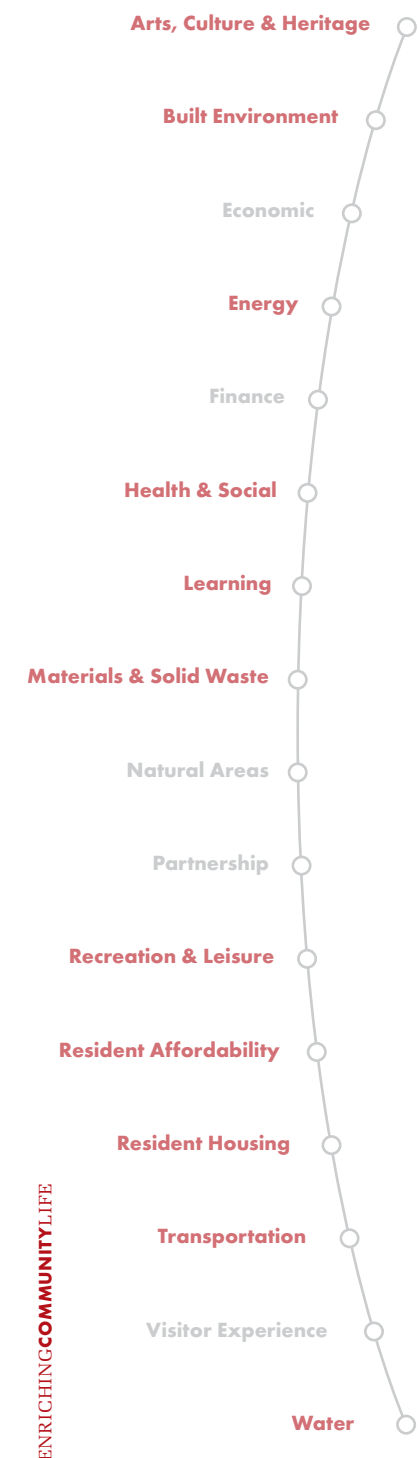 Arts, Culture & Heritage
Built Environment
Economic
Energy
Finance
Health & Social
Learning
Materials & Solid Waste
Natural Areas
Partnership
Recreation & Leisure
Resident Affordability
Resident Housing
Transportation
Visitor Experience
Water
ENRICHINGCOMMUNITYLIFE